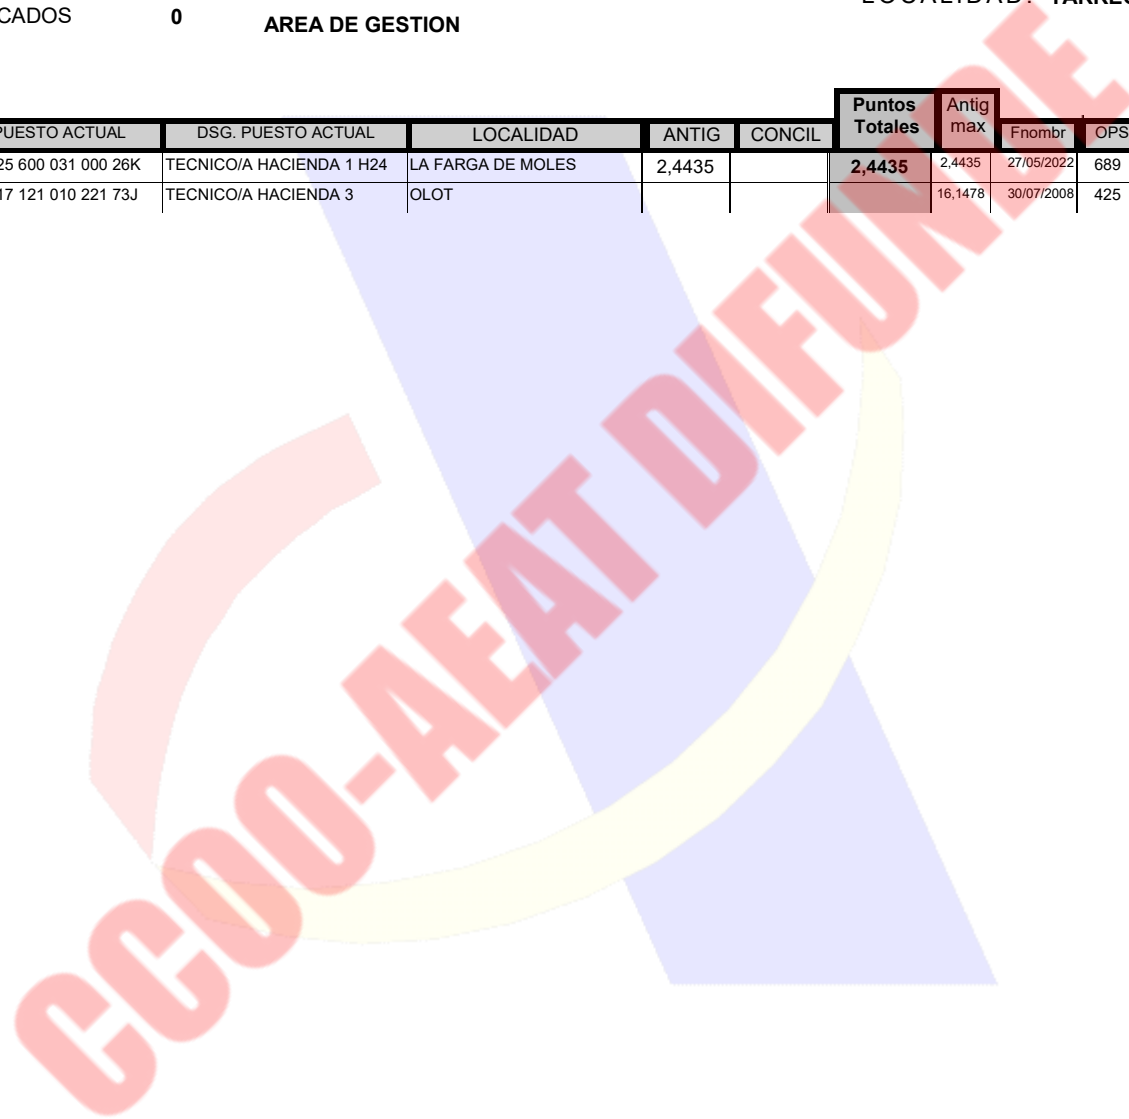 CADOS 0 AREA DE GESTION LOCALIDAD:
PUESTO ACTUAL DSG. PUESTO ACTUAL LOCALIDAD ANTIG CONCIL Puntos Totales Antig max Fnombr OPS
25 600 031 000 26K TECNICO/A HACIENDA 1 H24 LA FARGA DE MOLES 2,4435 2,4435 2,4435 27/05/2022 689
17 121 010 221 73J TECNICO/A HACIENDA 3 OLOT 16,1478 30/07/2008 425
CCOO-AEAT DIFUNDE